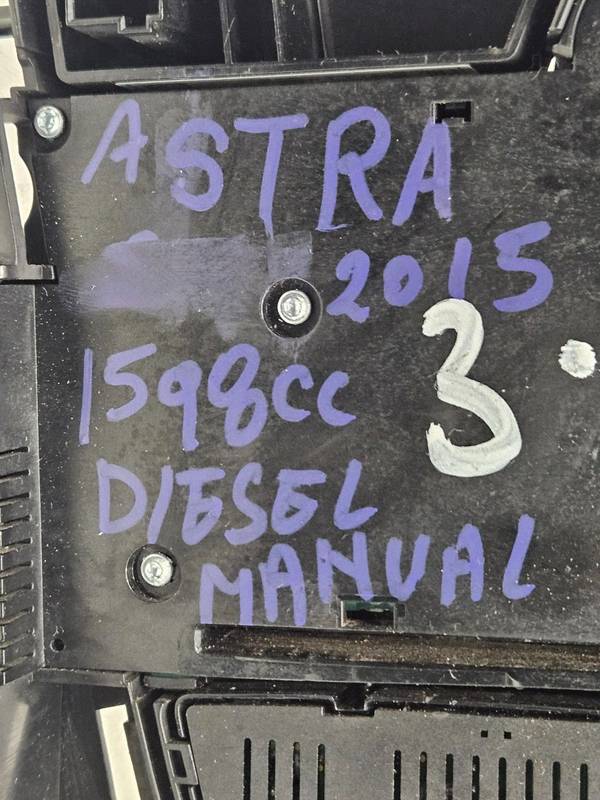 ASTRA
2015
3
1598cc
DIESEL
MANUAL